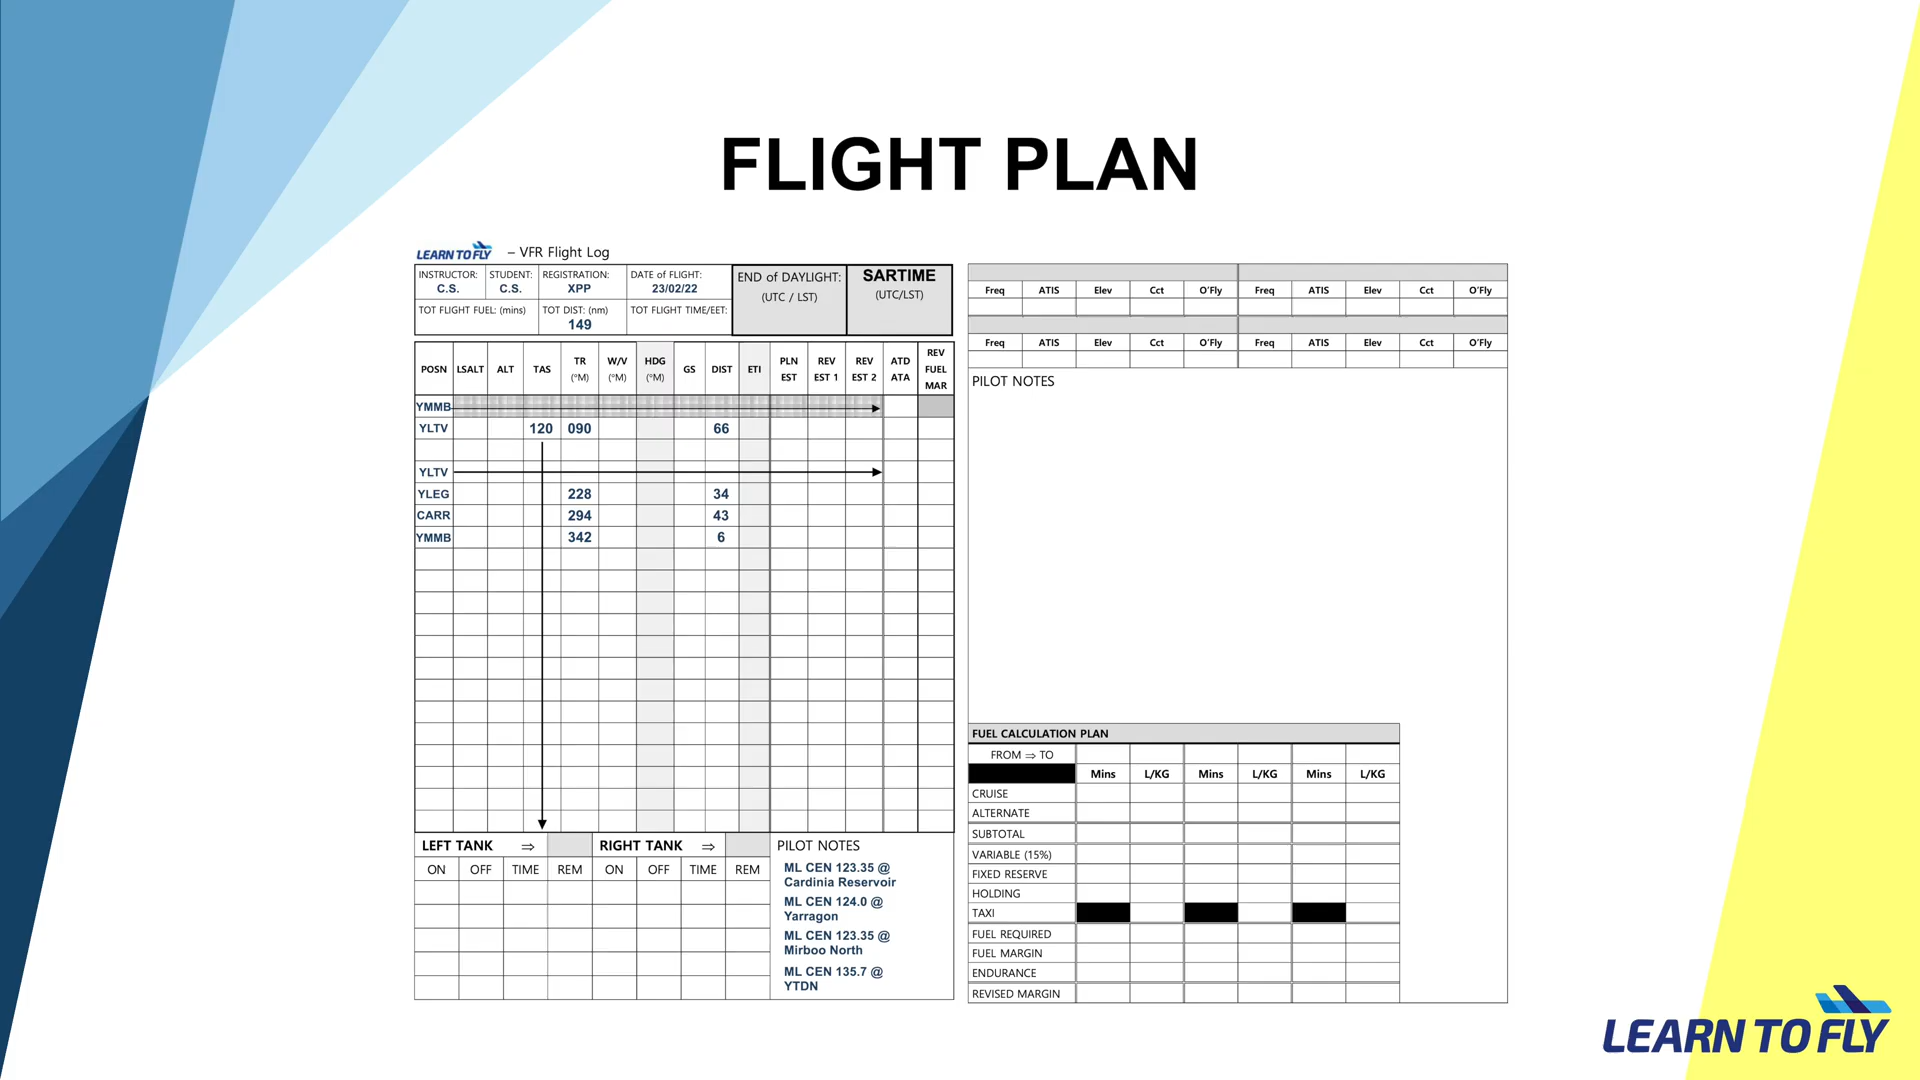 FLIGHT PLAN
LEARN TO FLY – VFR Flight Log
INSTRUCTOR: STUDENT: REGISTRATION: DATE of FLIGHT: END of DAYLIGHT: SARTIME
C.S. C.S. XPP 23/02/22 (UTC / LST) (UTC/LST)
TOT FLIGHT FUEL: (mins) TOT DIST: (nm) TOT FLIGHT TIME/EET:
149
POSN LSALT ALT TAS TR (°M) W/V (°M) HDG (°M) GS DIST ETI PLN EST REV EST 1 REV EST 2 ATD ATA REV FUEL MAR
YMMB
YLTV 120 090 66
YLTV
YLEG 228 34
CARR 294 43
YMMB 342 6
LEFT TANK ⇒ RIGHT TANK ⇒ PILOT NOTES
ON OFF TIME REM ON OFF TIME REM
ML CEN 123.35 @
Cardinia Reservoir
ML CEN 124.0 @
Yarragon
ML CEN 123.35 @
Mirboo North
ML CEN 135.7 @
YTDN
Freq ATIS Elev Cct O'Fly Freq ATIS Elev Cct O'Fly
Freq ATIS Elev Cct O'Fly Freq ATIS Elev Cct O'Fly
PILOT NOTES
FUEL CALCULATION PLAN
FROM ⇒ TO
Mins L/KG Mins L/KG Mins L/KG
CRUISE
ALTERNATE
SUBTOTAL
VARIABLE (15%)
FIXED RESERVE
HOLDING
TAXI
FUEL REQUIRED
FUEL MARGIN
ENDURANCE
REVISED MARGIN
LEARN TO FLY